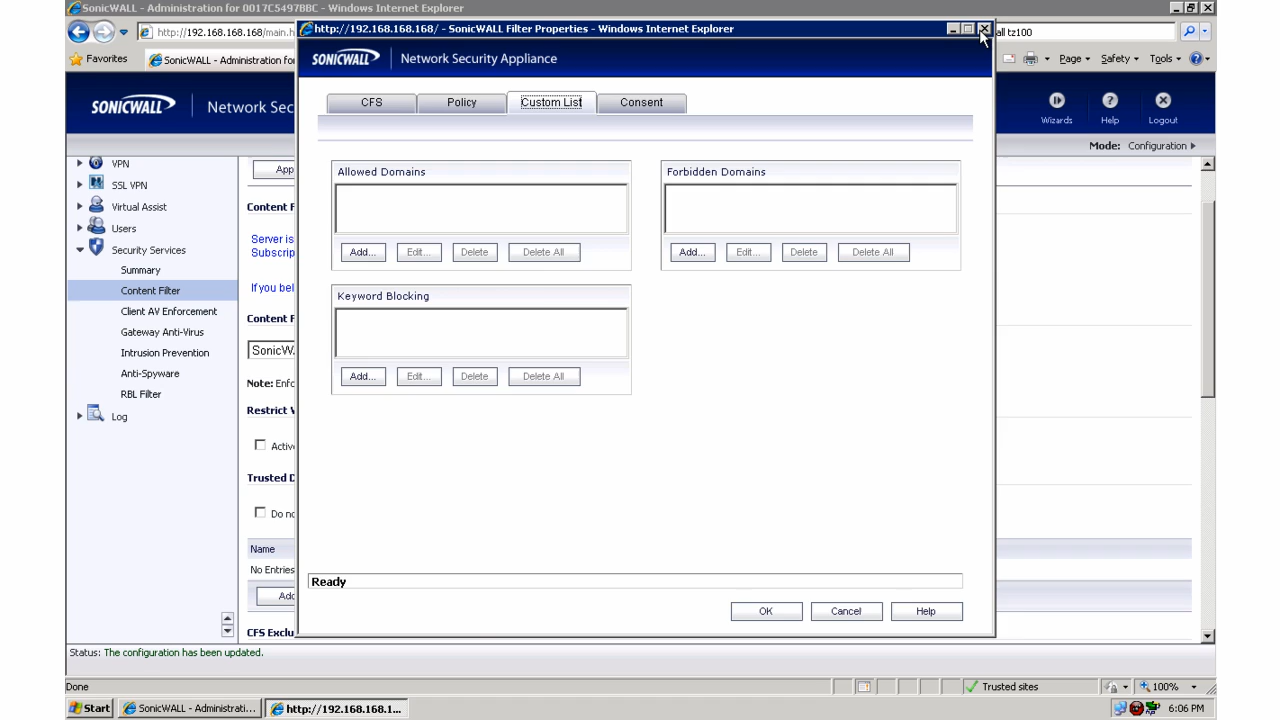 SonicWALL - Administration for 0017C5497BBC - Windows Internet Explorer
http://192.168.168.168/main.h
all tz100
http://192.168.168.168/ - SonicWALL Filter Properties - Windows Internet Explorer
Favorites
SonicWALL - Administration fo
Page
Safety
Tools
SONICWALL
Network Security Appliance
SONICWALL
Network Sec
Wizards
Help
Logout
Mode: Configuration
CFS
Policy
Custom List
Consent
VPN
SSL VPN
Virtual Assist
Users
Security Services
Summary
Content Filter
Client AV Enforcement
Gateway Anti-Virus
Intrusion Prevention
Anti-Spyware
RBL Filter
Log
App
Content F
Server is
Subscrip
If you bel
Content F
SonicW
Note: Enfo
Restrict
Activ
Trusted D
Do no
Name
No Entries
Add
CFS Exclu
Allowed Domains
Add...
Edit...
Delete
Delete All
Forbidden Domains
Add...
Edit...
Delete
Delete All
Keyword Blocking
Add...
Edit...
Delete
Delete All
Ready
OK
Cancel
Help
Status: The configuration has been updated.
Done
Trusted sites
100%
Start
SonicWALL - Administrati...
http://192.168.168.1...
6:06 PM